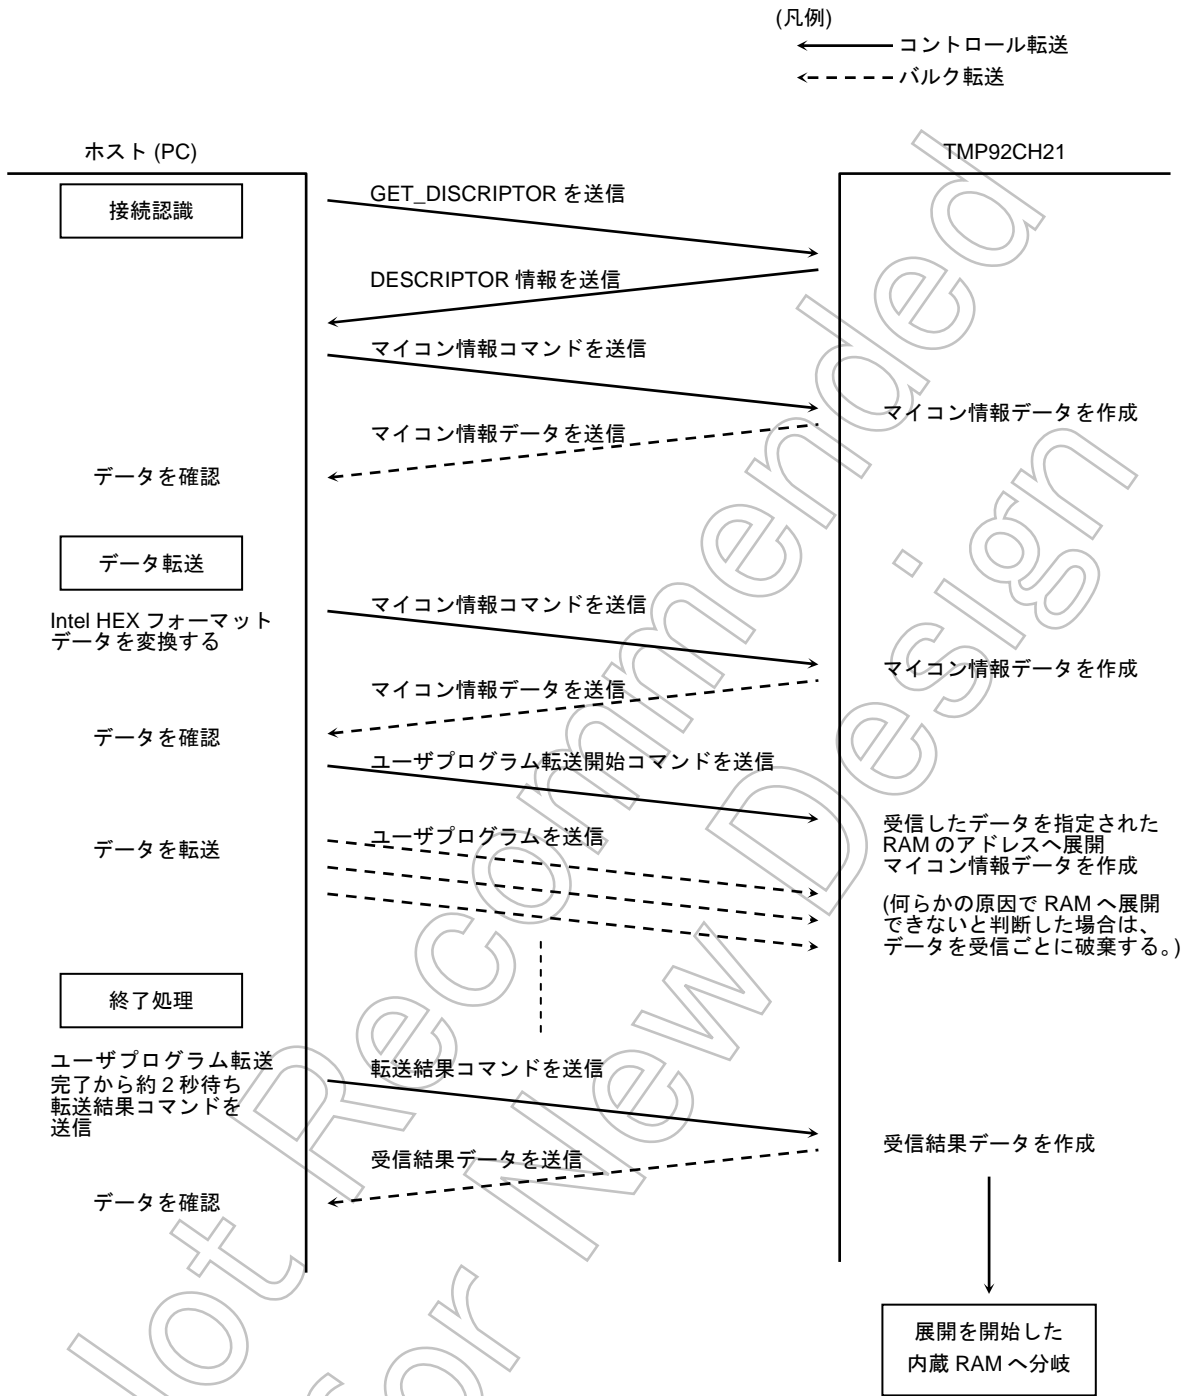 (凡例)
コントロール転送
バルク転送
ホスト (PC)
TMP92CH21
接続認識
GET_DISCRIPTOR を送信
DESCRIPTOR 情報を送信
マイコン情報コマンドを送信
マイコン情報データを作成
マイコン情報データを送信
データを確認
データ転送
Intel HEX フォーマット
データを変換する
マイコン情報コマンドを送信
マイコン情報データを作成
マイコン情報データを送信
データを確認
ユーザプログラム転送開始コマンドを送信
受信したデータを指定された
RAM のアドレスへ展開
マイコン情報データを作成
ユーザプログラムを送信
データを転送
(何らかの原因で RAM へ展開
できないと判断した場合は、
データを受信ごとに破棄する。)
終了処理
ユーザプログラム転送
完了から約２秒待ち
転送結果コマンドを
送信
転送結果コマンドを送信
受信結果データを作成
受信結果データを送信
データを確認
展開を開始した
内蔵 RAM へ分岐
Not Recommended
for New Design